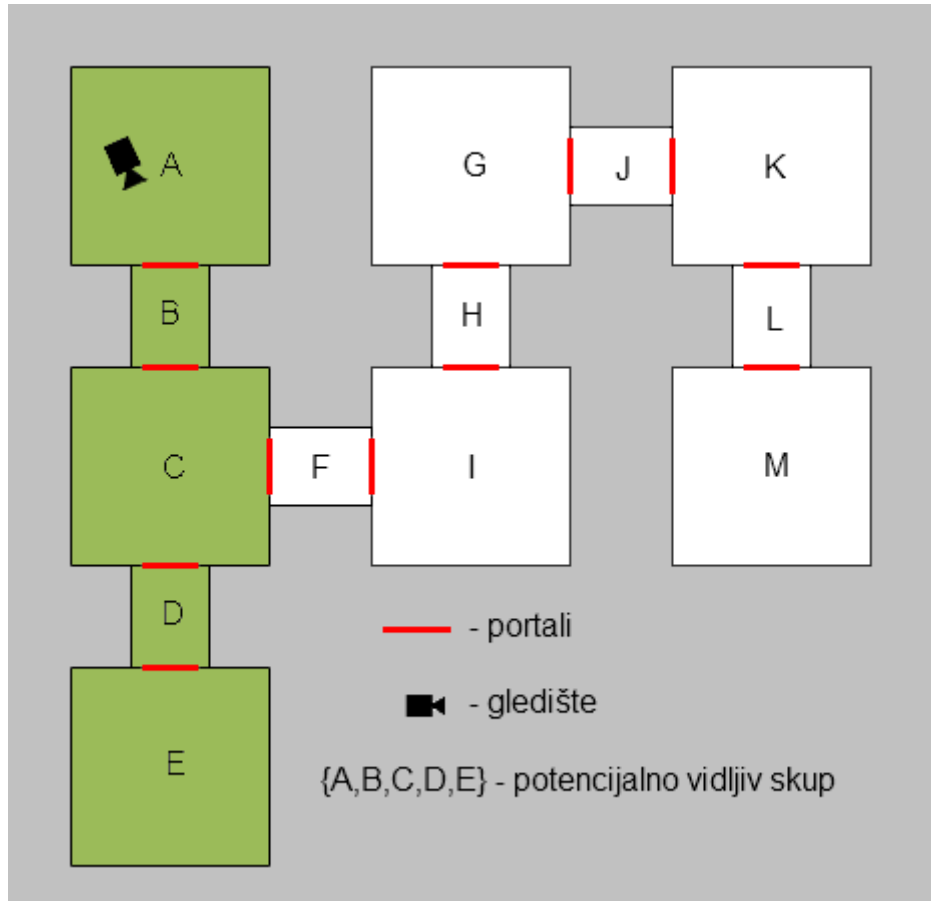 A
G
J
K
B
H
L
C
F
I
M
D
- portali
- gledište
E
{A,B,C,D,E} - potencijalno vidljiv skup